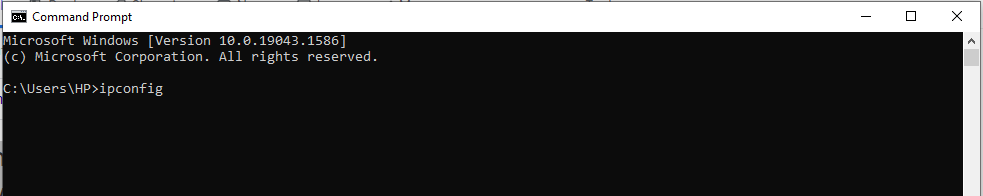 Command Prompt
Microsoft Windows [Version 10.0.19043.1586]
(c) Microsoft Corporation. All rights reserved.
C:\Users\HP>ipconfig